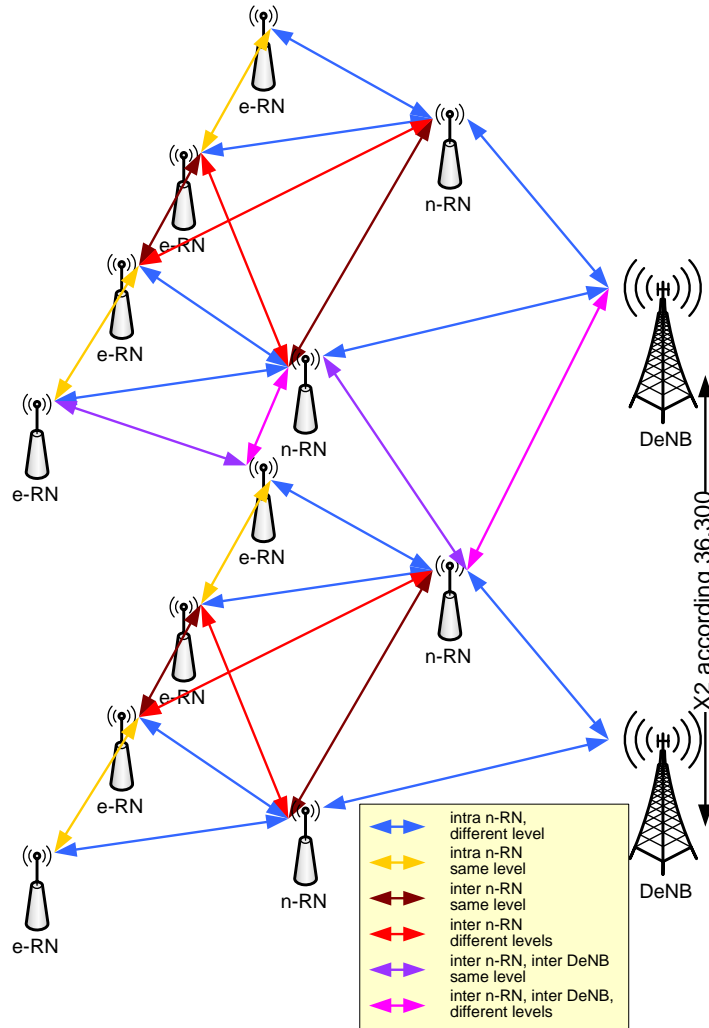 e-RN
n-RN
e-RN
e-RN
DeNB
n-RN
e-RN
e-RN
X2 according 36.300
n-RN
e-RN
e-RN
DeNB
n-RN
e-RN
intra n-RN,
different level
intra n-RN
same level
inter n-RN
same level
inter n-RN
different levels
inter n-RN, inter DeNB
same level
inter n-RN, inter DeNB,
different levels